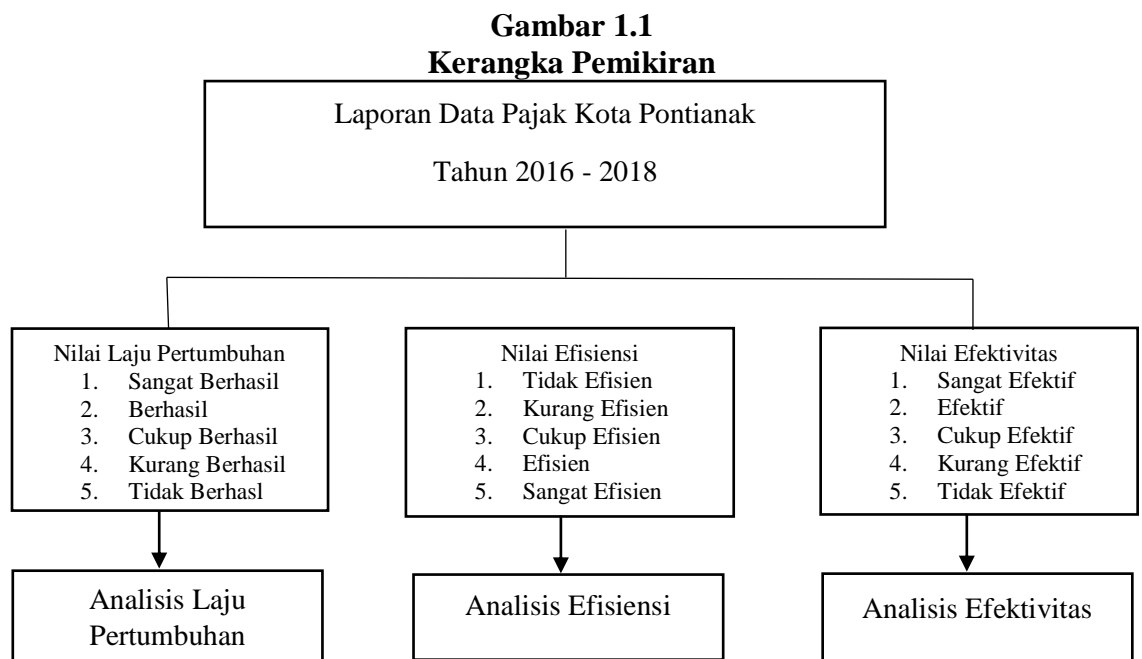 Gambar 1.1
Kerangka Pemikiran
Laporan Data Pajak Kota Pontianak
Tahun 2016 - 2018
Nilai Laju Pertumbuhan
1. Sangat Berhasil
2. Berhasil
3. Cukup Berhasil
4. Kurang Berhasil
5. Tidak Berhasl
Nilai Efisiensi
1. Tidak Efisien
2. Kurang Efisien
3. Cukup Efisien
4. Efisien
5. Sangat Efisien
Nilai Efektivitas
1. Sangat Efektif
2. Efektif
3. Cukup Efektif
4. Kurang Efektif
5. Tidak Efektif
Analisis Laju
Pertumbuhan
Analisis Efisiensi
Analisis Efektivitas